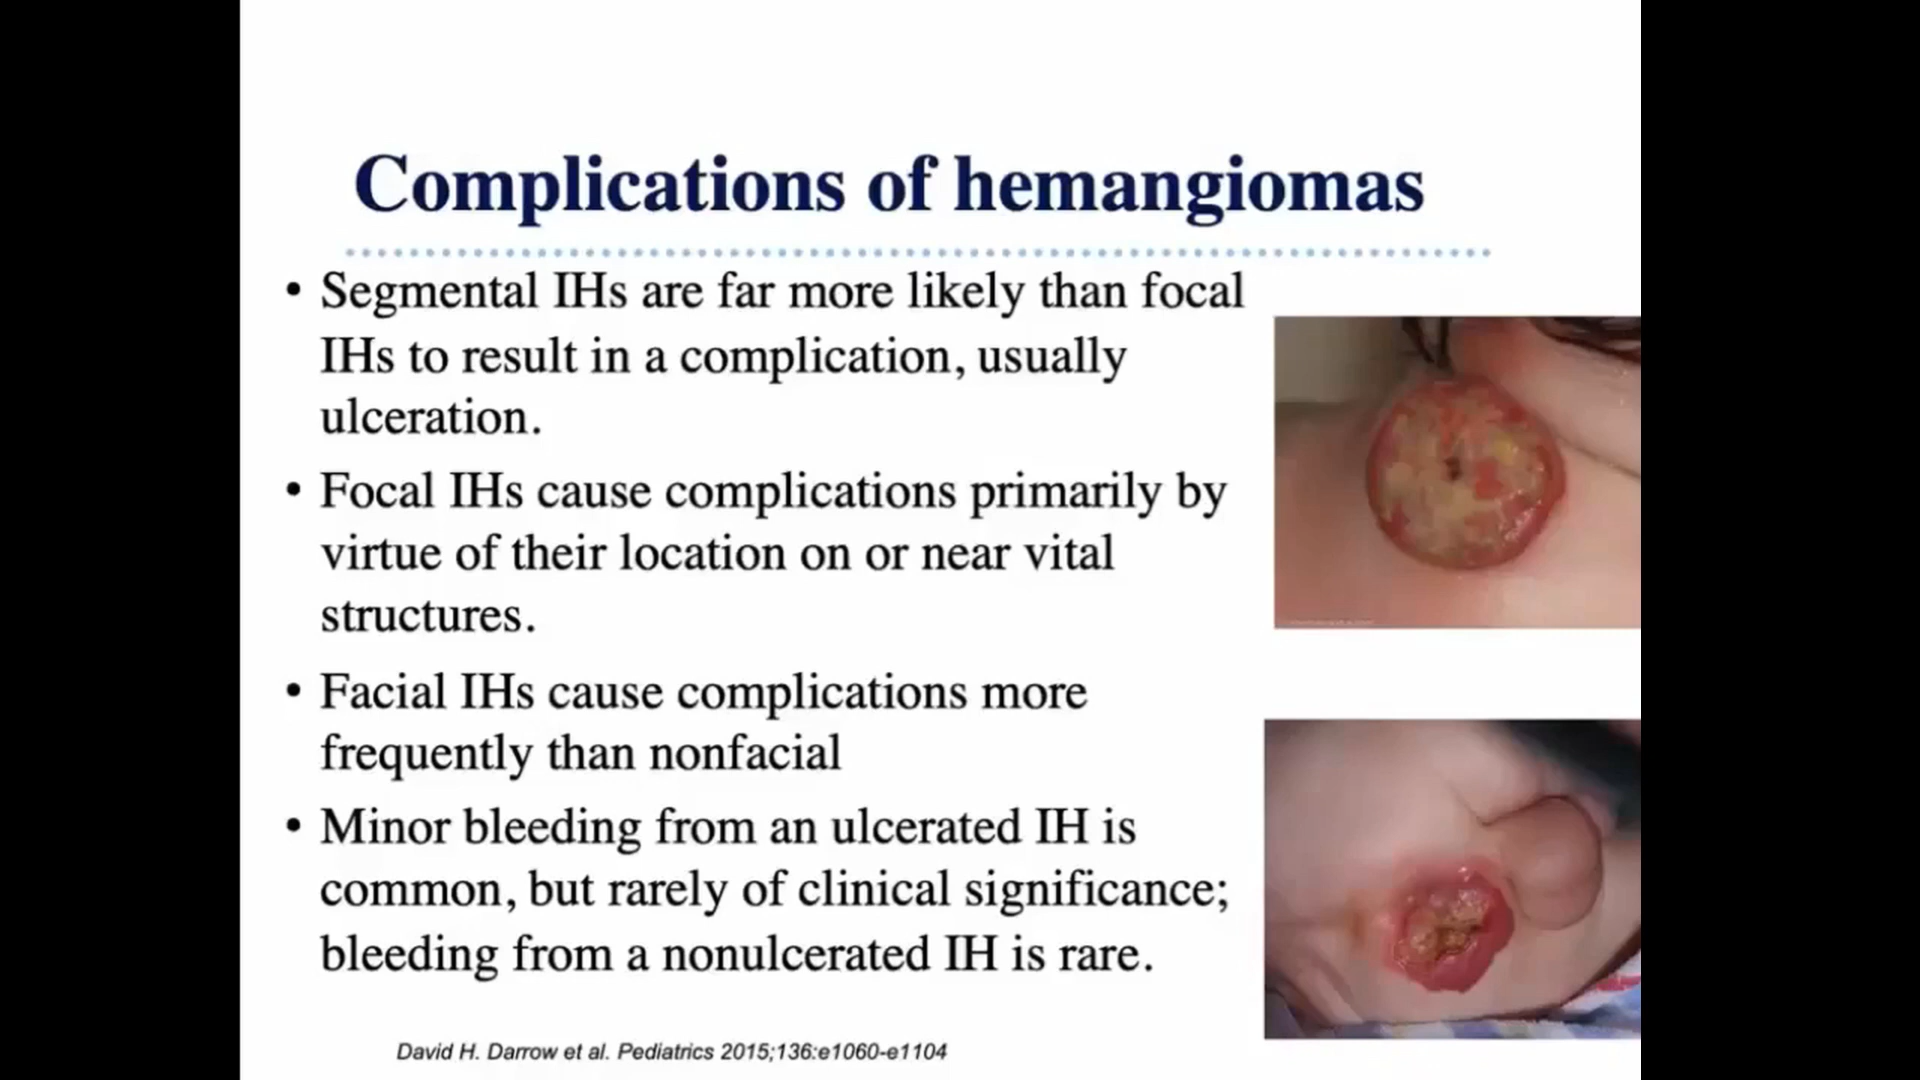 Complications of hemangiomas
• Segmental IHs are far more likely than focal
IHs to result in a complication, usually
ulceration.
• Focal IHs cause complications primarily by
virtue of their location on or near vital
structures.
• Facial IHs cause complications more
frequently than nonfacial
• Minor bleeding from an ulcerated IH is
common, but rarely of clinical significance;
bleeding from a nonulcerated IH is rare.
David H. Darrow et al. Pediatrics 2015;136:e1060-e1104